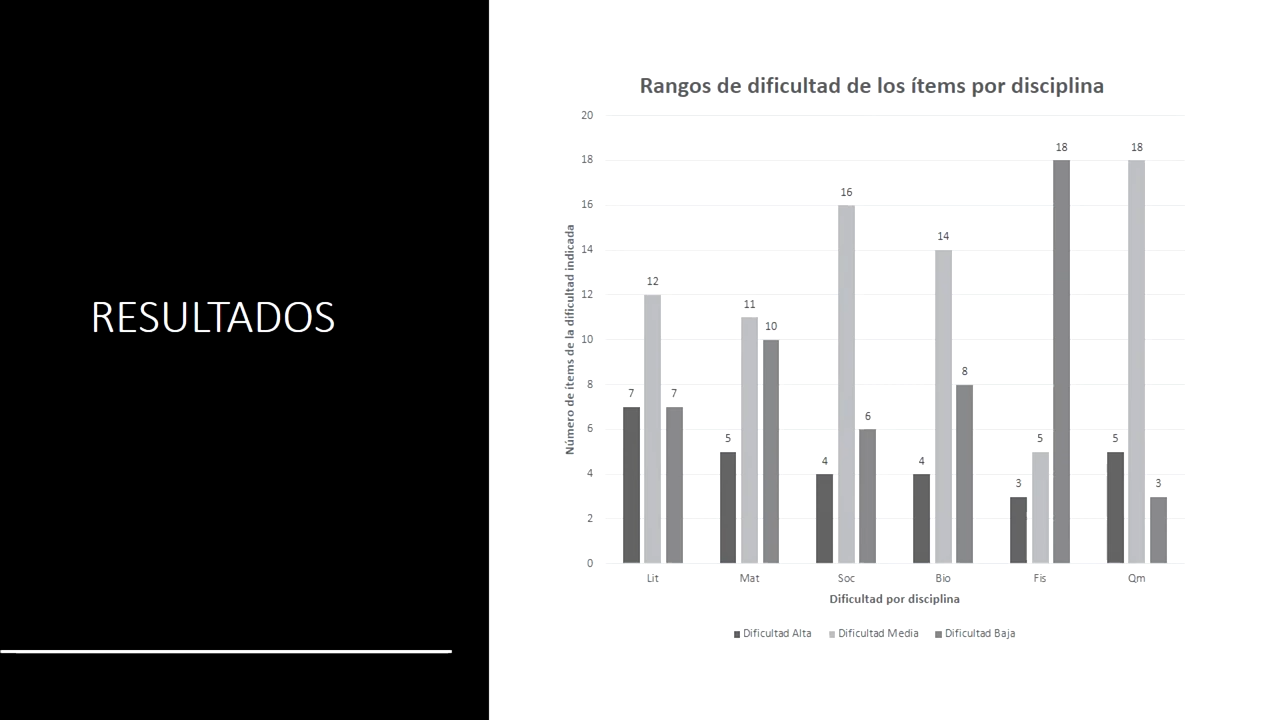 RESULTADOS
Rangos de dificultad de los ítems por disciplina
Número de ítems de la dificultad indicada
20
18
16
14
12
10
8
6
4
2
0
7
12
7
5
11
10
4
16
6
4
14
8
3
5
18
5
18
3
Lit
Mat
Soc
Bio
Fis
Qm
Dificultad por disciplina
Dificultad Alta
Dificultad Media
Dificultad Baja